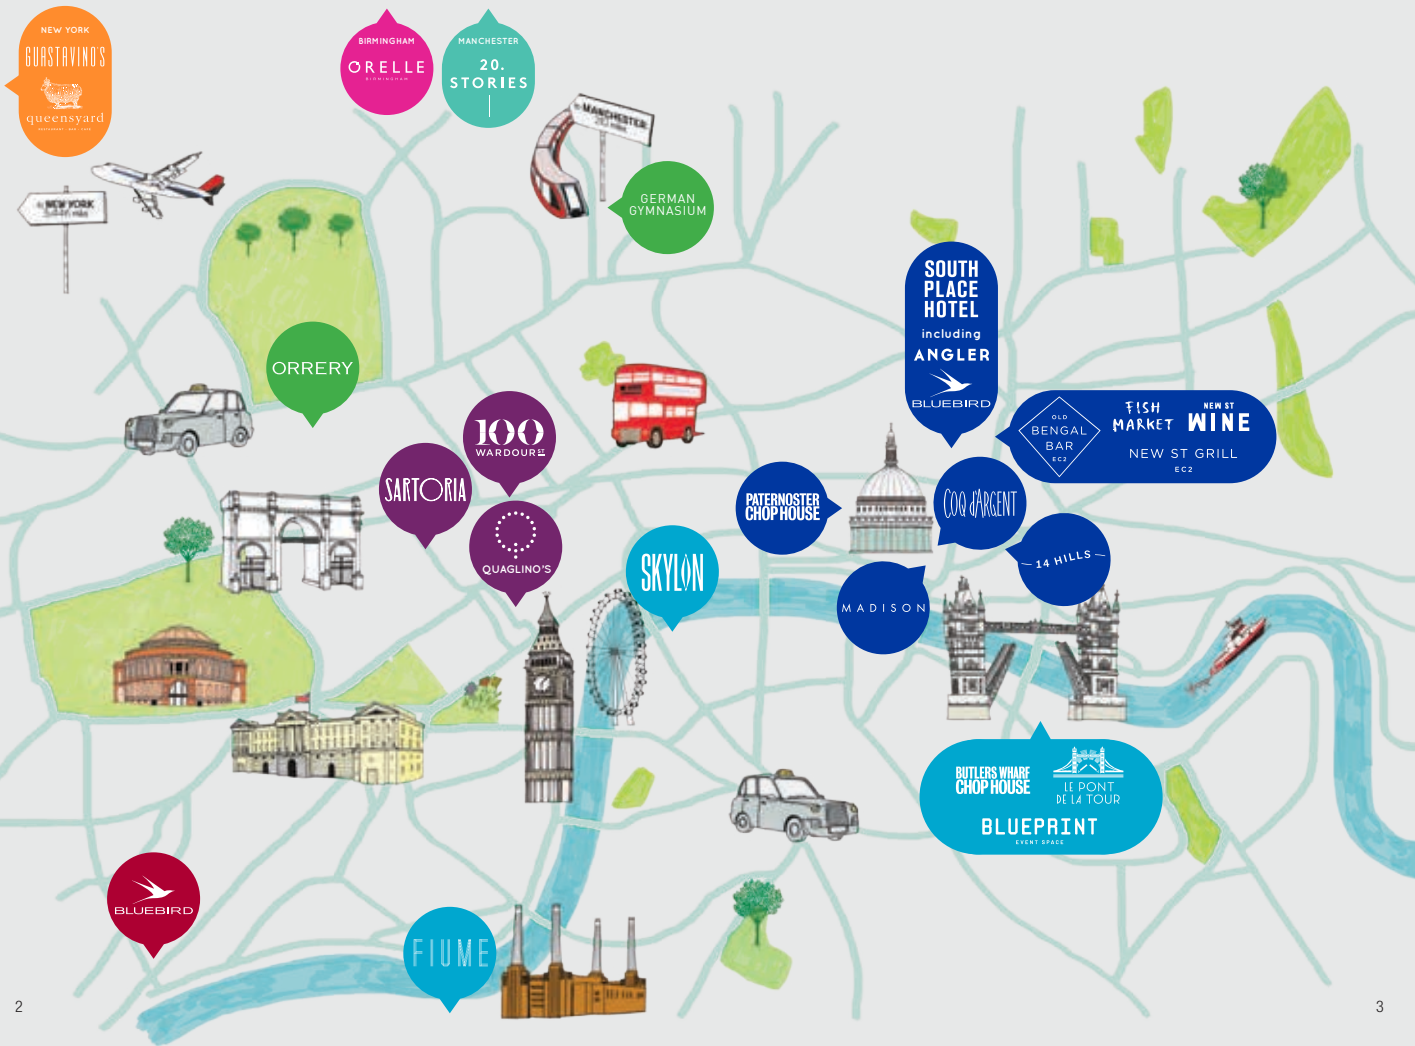 NEW YORK
GUASTAVINO'S
queensyard
BIRMINGHAM
ORELLE
BIRMINGHAM
MANCHESTER
20.
STORIES
MANCHESTER
NEW YORK
GERMAN
GYMNASIUM
SOUTH
PLACE
HOTEL
including
ANGLER
BLUEBIRD
ORRERY
100
WARDOUR ST
SARTORIA
QUAGLINO'S
OLD
BENGAL
BAR
EC2
FISH
MARKET
NEW ST
WINE
NEW ST GRILL
EC2
PATERNOSTER
CHOP HOUSE
COQ d'ARGENT
14 HILLS
SKYLON
MADISON
BUTLERS WHARF
CHOP HOUSE
LE PONT
DE LA TOUR
BLUEPRINT
EVENT SPACE
BLUEBIRD
FIUME
2
3